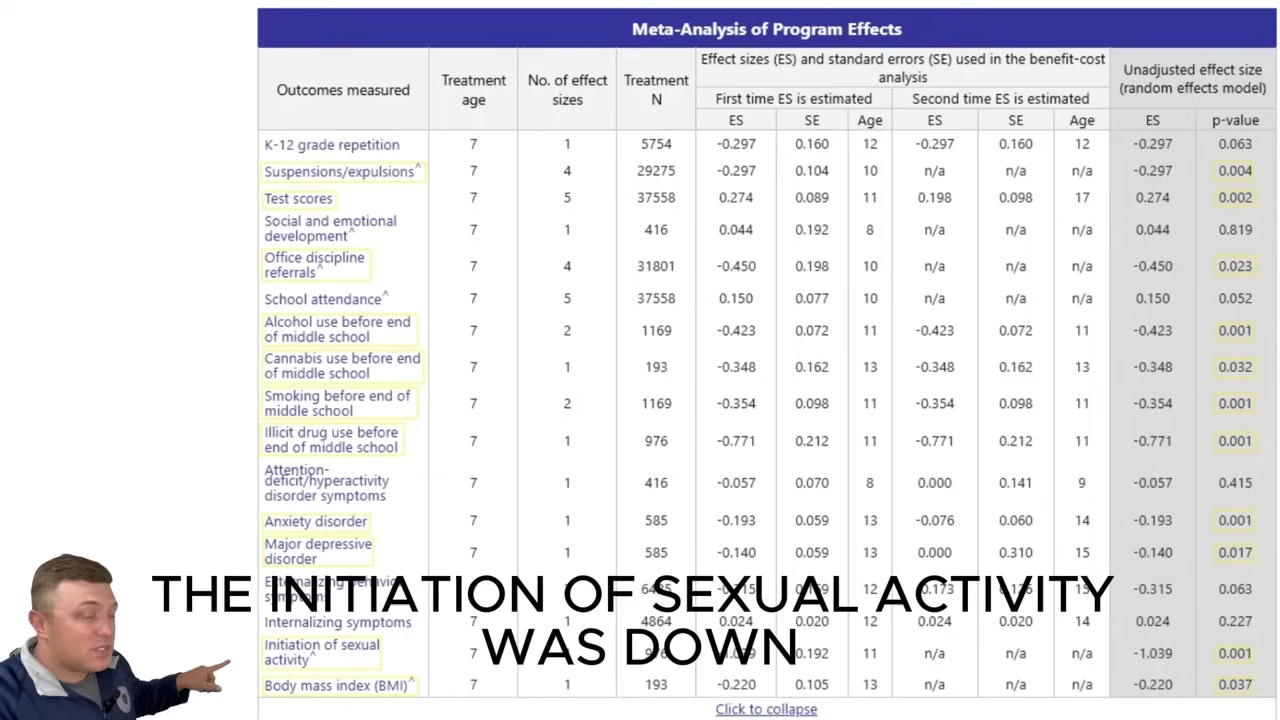 Meta-Analysis of Program Effects
Outcomes measured
Treatment age
No. of effect sizes
Treatment N
Effect sizes (ES) and standard errors (SE) used in the benefit-cost analysis
Unadjusted effect size (random effects model)
First time ES is estimated
Second time ES is estimated
ES SE Age ES SE Age ES p-value
K-12 grade repetition 7 1 5754 -0.297 0.160 12 -0.297 0.160 12 -0.297 0.063
Suspensions/expulsions^ 7 4 29275 -0.297 0.104 10 n/a n/a n/a -0.297 0.004
Test scores 7 5 37558 0.274 0.089 11 0.198 0.098 17 0.274 0.002
Social and emotional development^ 7 1 416 0.044 0.192 8 n/a n/a n/a 0.044 0.819
Office discipline referrals^ 7 4 31801 -0.450 0.198 10 n/a n/a n/a -0.450 0.023
School attendance^ 7 5 37558 0.150 0.077 10 n/a n/a n/a 0.150 0.052
Alcohol use before end of middle school 7 2 1169 -0.423 0.072 11 -0.423 0.072 11 -0.423 0.001
Cannabis use before end of middle school 7 1 193 -0.348 0.162 13 -0.348 0.162 13 -0.348 0.032
Smoking before end of middle school 7 2 1169 -0.354 0.098 11 -0.354 0.098 11 -0.354 0.001
Illicit drug use before end of middle school 7 1 976 -0.771 0.212 11 -0.771 0.212 11 -0.771 0.001
Attention-deficit/hyperactivity disorder symptoms 7 1 416 -0.057 0.070 8 0.000 0.141 9 -0.057 0.415
Anxiety disorder 7 1 585 -0.193 0.059 13 -0.076 0.060 14 -0.193 0.001
Major depressive disorder 7 1 585 -0.140 0.059 13 0.000 0.310 15 -0.140 0.017
12 -0.315 0.063
THE INITIATION OF SEXUAL ACTIVITY
Internalizing symptoms 7 1 4864 0.024 0.020 12 0.024 0.020 14 0.024 0.227
WAS DOWN
Initiation of sexual activity^ 7 0.192 11 n/a n/a n/a -1.039 0.001
Body mass index (BMI)^ 7 1 193 -0.220 0.105 13 n/a n/a n/a -0.220 0.037
Click to collapse